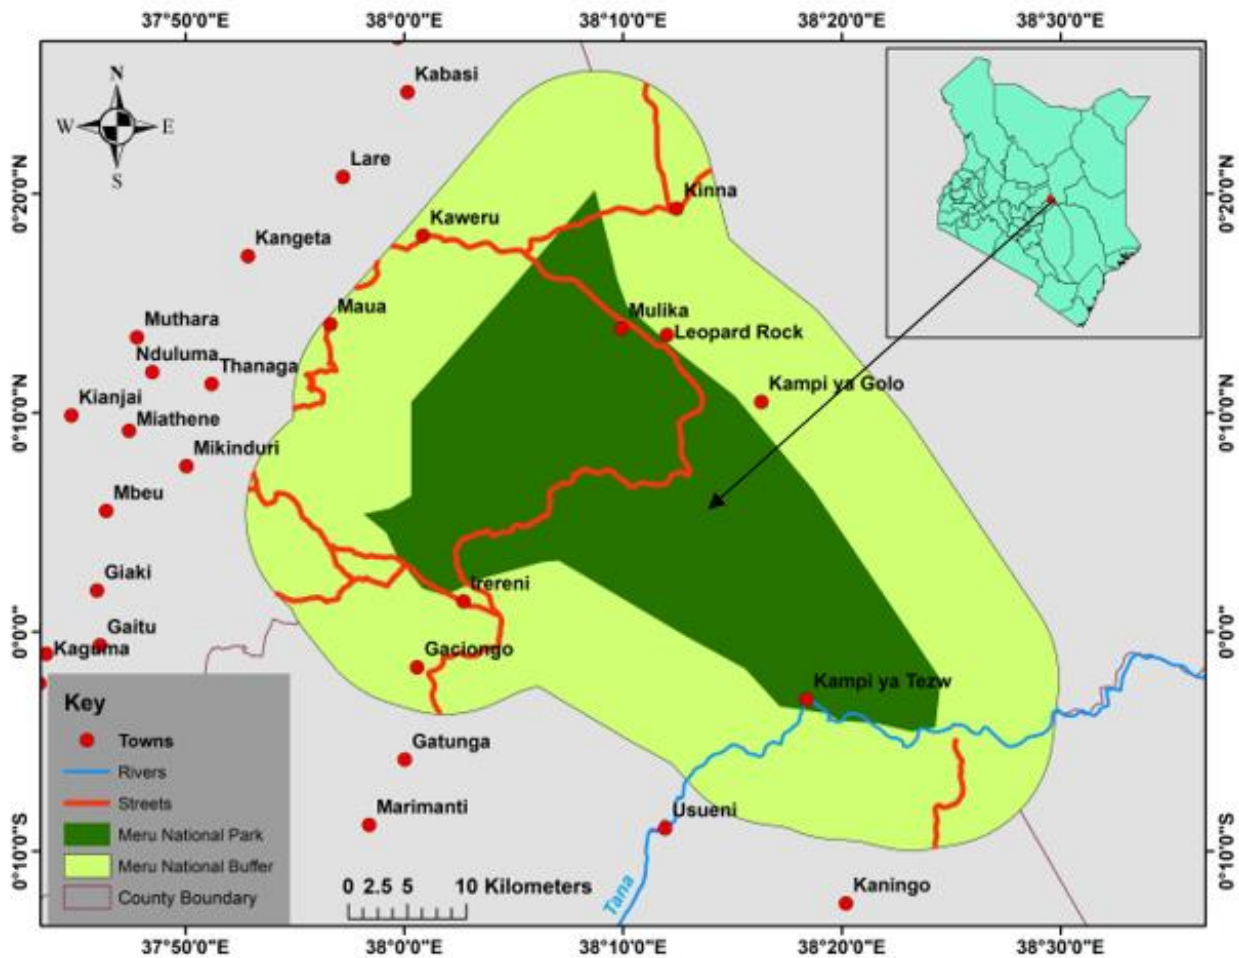 37°50'0"E 38°0'0"E 38°10'0"E 38°20'0"E 38°30'0"E
N
W E
S
0°20'0"N
0°10'0"N
0°0'0"
0°10'0"S
0°20'0"N
0°10'0"N
0°0'0"
0°10'0"S
Kabasi
Lare
Kinna
Kaweru
Kangeta
Maua
Mulika
Muthara
Leopard Rock
Nduluma
Thanaga
Kampi ya Golo
Kianjai
Miathene
Mikinduri
Mbeu
Giaki
Irereni
Gaitu
Kaguma
Gaciongo
Kampi ya Tezw
Gatunga
Marimanti
Usueni
Kaningo
Tana
Key
Towns
Rivers
Streets
Meru National Park
Meru National Buffer
County Boundary
0 2.5 5 10 Kilometers
37°50'0"E 38°0'0"E 38°10'0"E 38°20'0"E 38°30'0"E